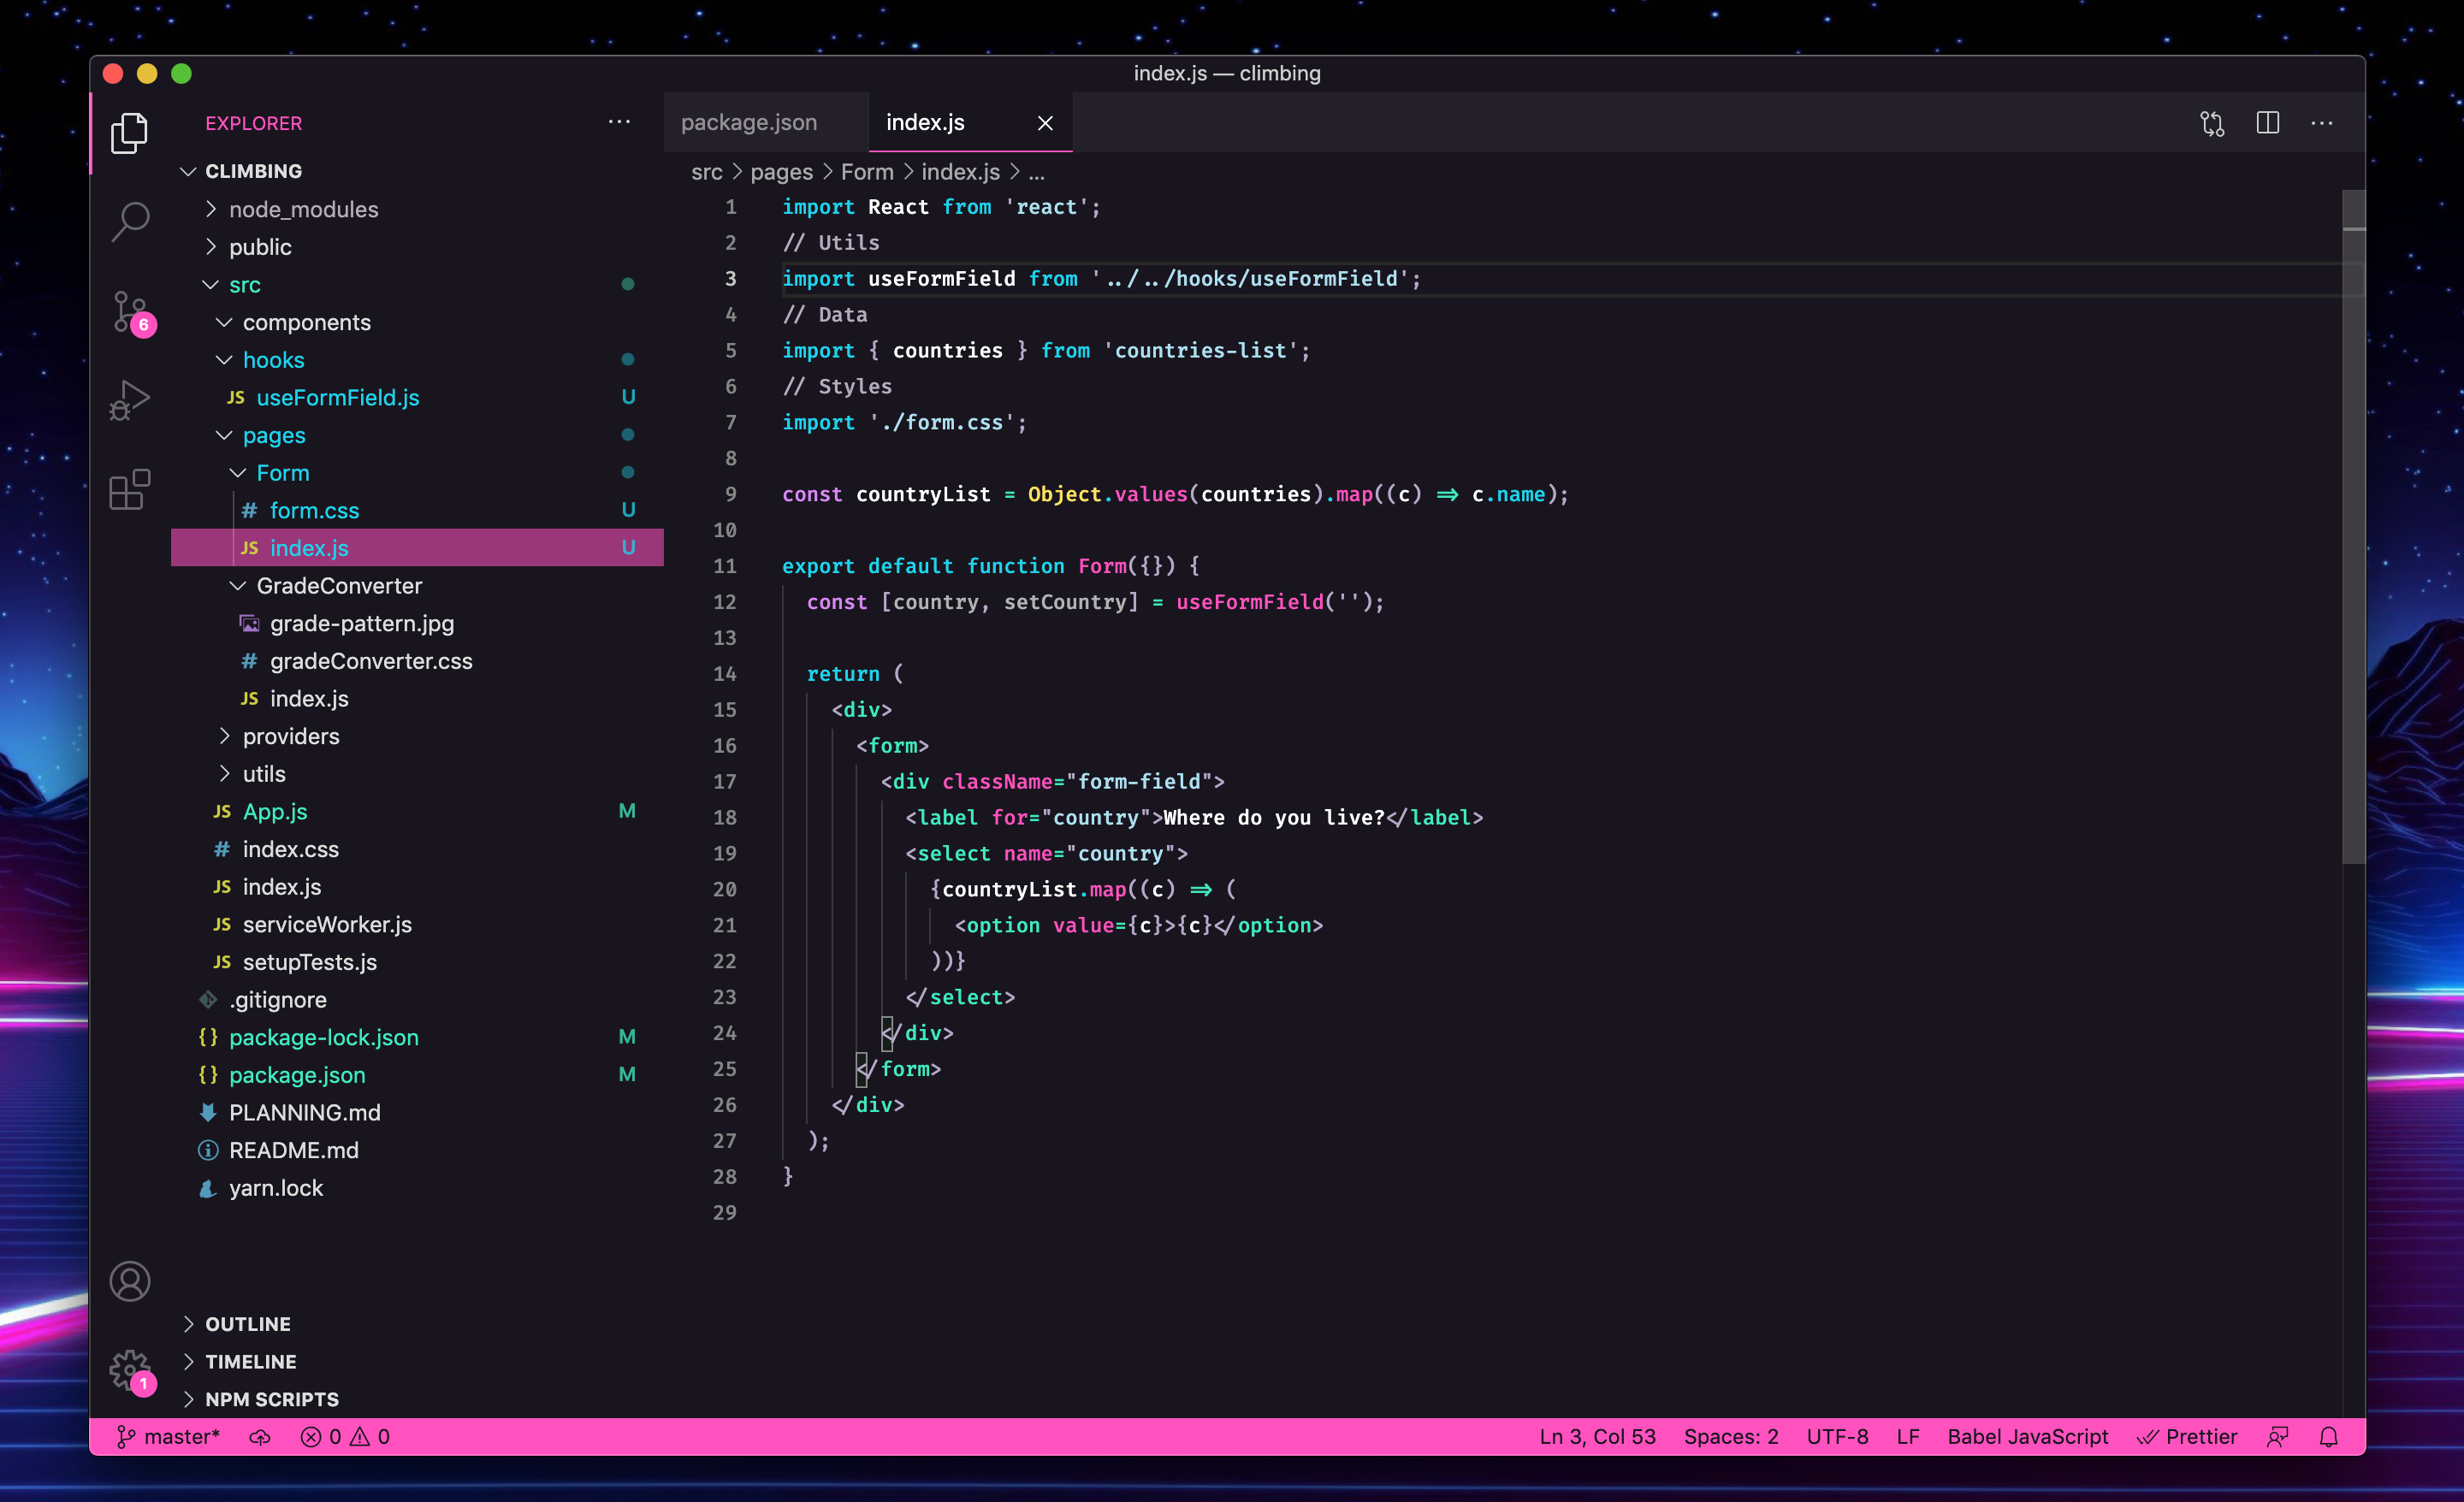 index.js — climbing
EXPLORER
CLIMBING
node_modules
public
src
components
hooks
JS useFormField.js U
pages
Form
# form.css U
JS index.js U
GradeConverter
grade-pattern.jpg
# gradeConverter.css
JS index.js
providers
utils
JS App.js M
# index.css
JS index.js
JS serviceWorker.js
JS setupTests.js
.gitignore
{} package-lock.json M
{} package.json M
PLANNING.md
README.md
yarn.lock
OUTLINE
TIMELINE
NPM SCRIPTS
6
1
package.json index.js
src > pages > Form > index.js > ...
1 import React from 'react';
2 // Utils
3 import useFormField from '../../hooks/useFormField';
4 // Data
5 import { countries } from 'countries-list';
6 // Styles
7 import './form.css';
8
9 const countryList = Object.values(countries).map((c) => c.name);
10
11 export default function Form({}) {
12 const [country, setCountry] = useFormField('');
13
14 return (
15 <div>
16 <form>
17 <div className="form-field">
18 <label for="country">Where do you live?</label>
19 <select name="country">
20 {countryList.map((c) => (
21 <option value={c}>{c}</option>
22 ))}
23 </select>
24 </div>
25 </form>
26 </div>
27 );
28 }
29
master* 0 0 Ln 3, Col 53 Spaces: 2 UTF-8 LF Babel JavaScript Prettier